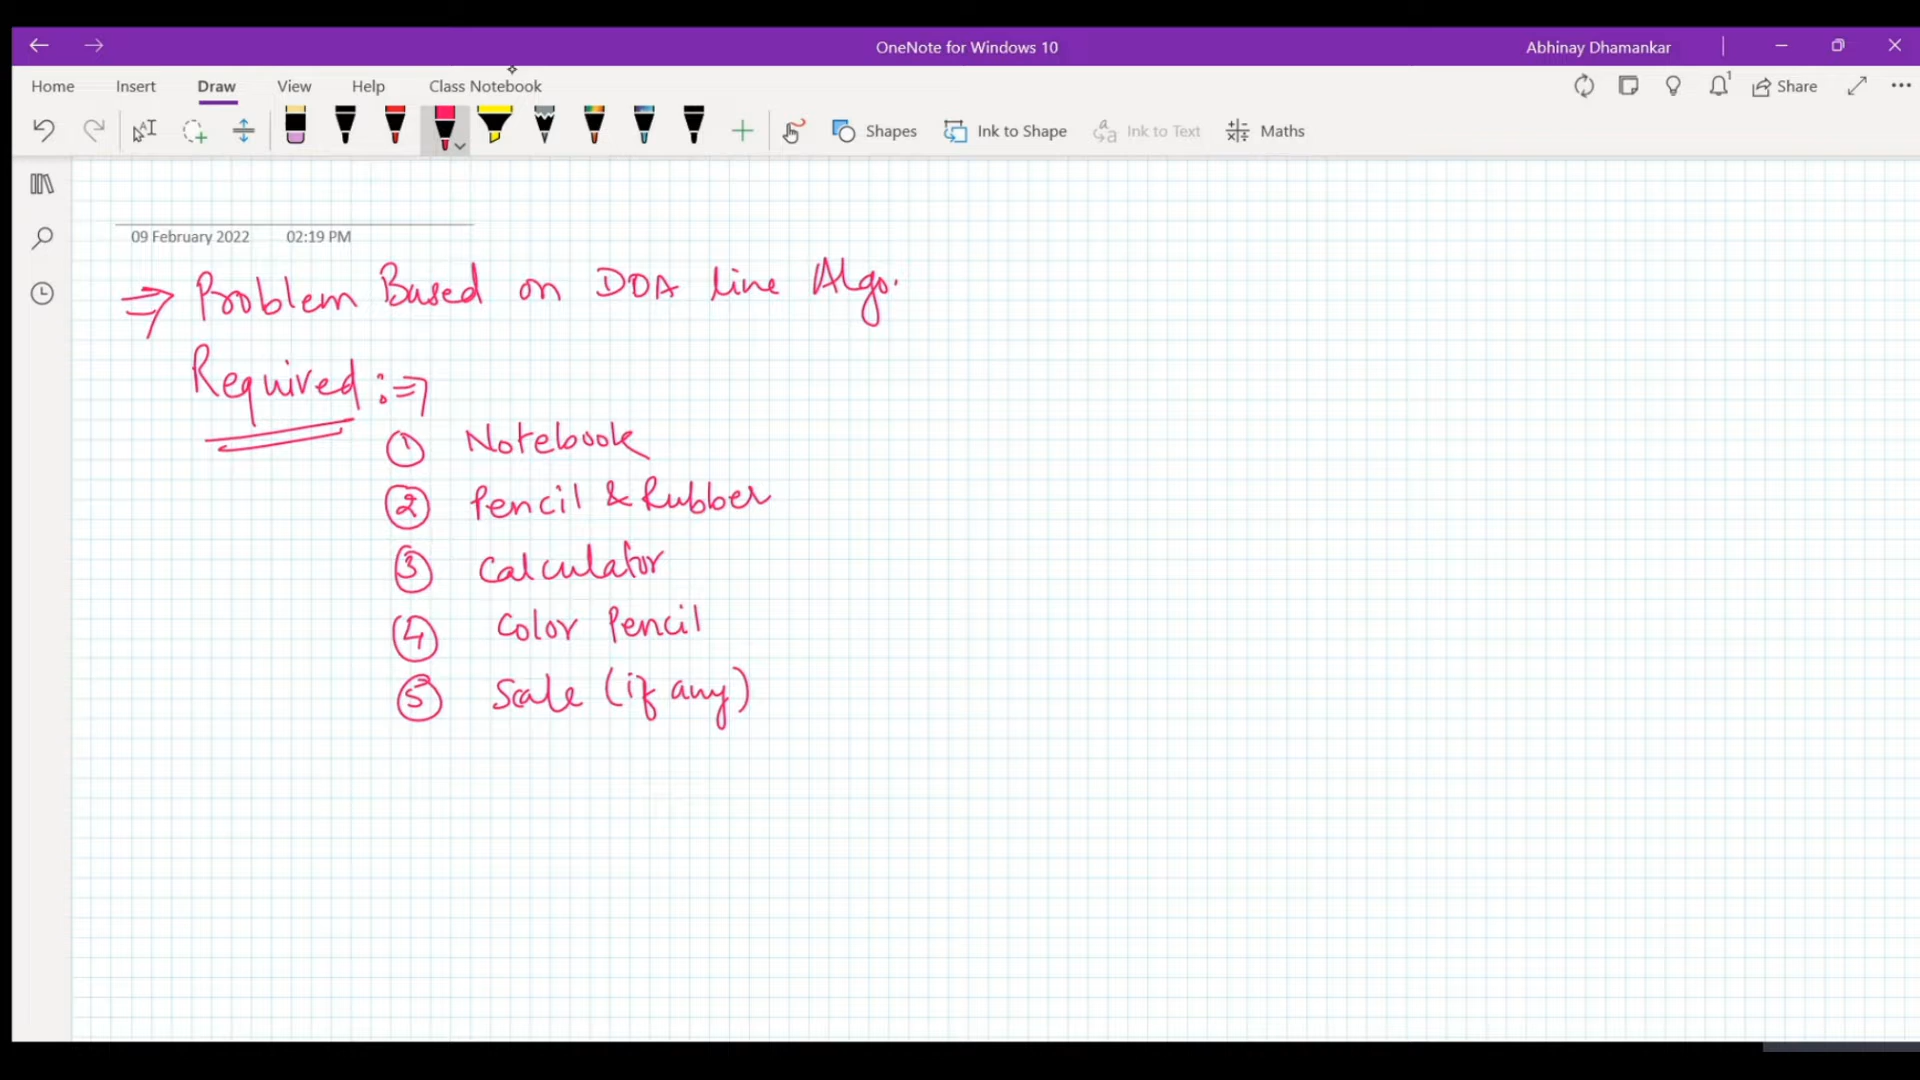 OneNote for Windows 10
Abhinay Dhamankar
Home Insert Draw View Help Class Notebook
1 Share
Shapes Ink to Shape Ink to Text Maths
09 February 2022 02:19 PM
⇒ Problem Based on DDA line Algo.
Required :⇒
① Notebook
② Pencil & Rubber
③ Calculator
④ Color Pencil
⑤ Scale (if any)